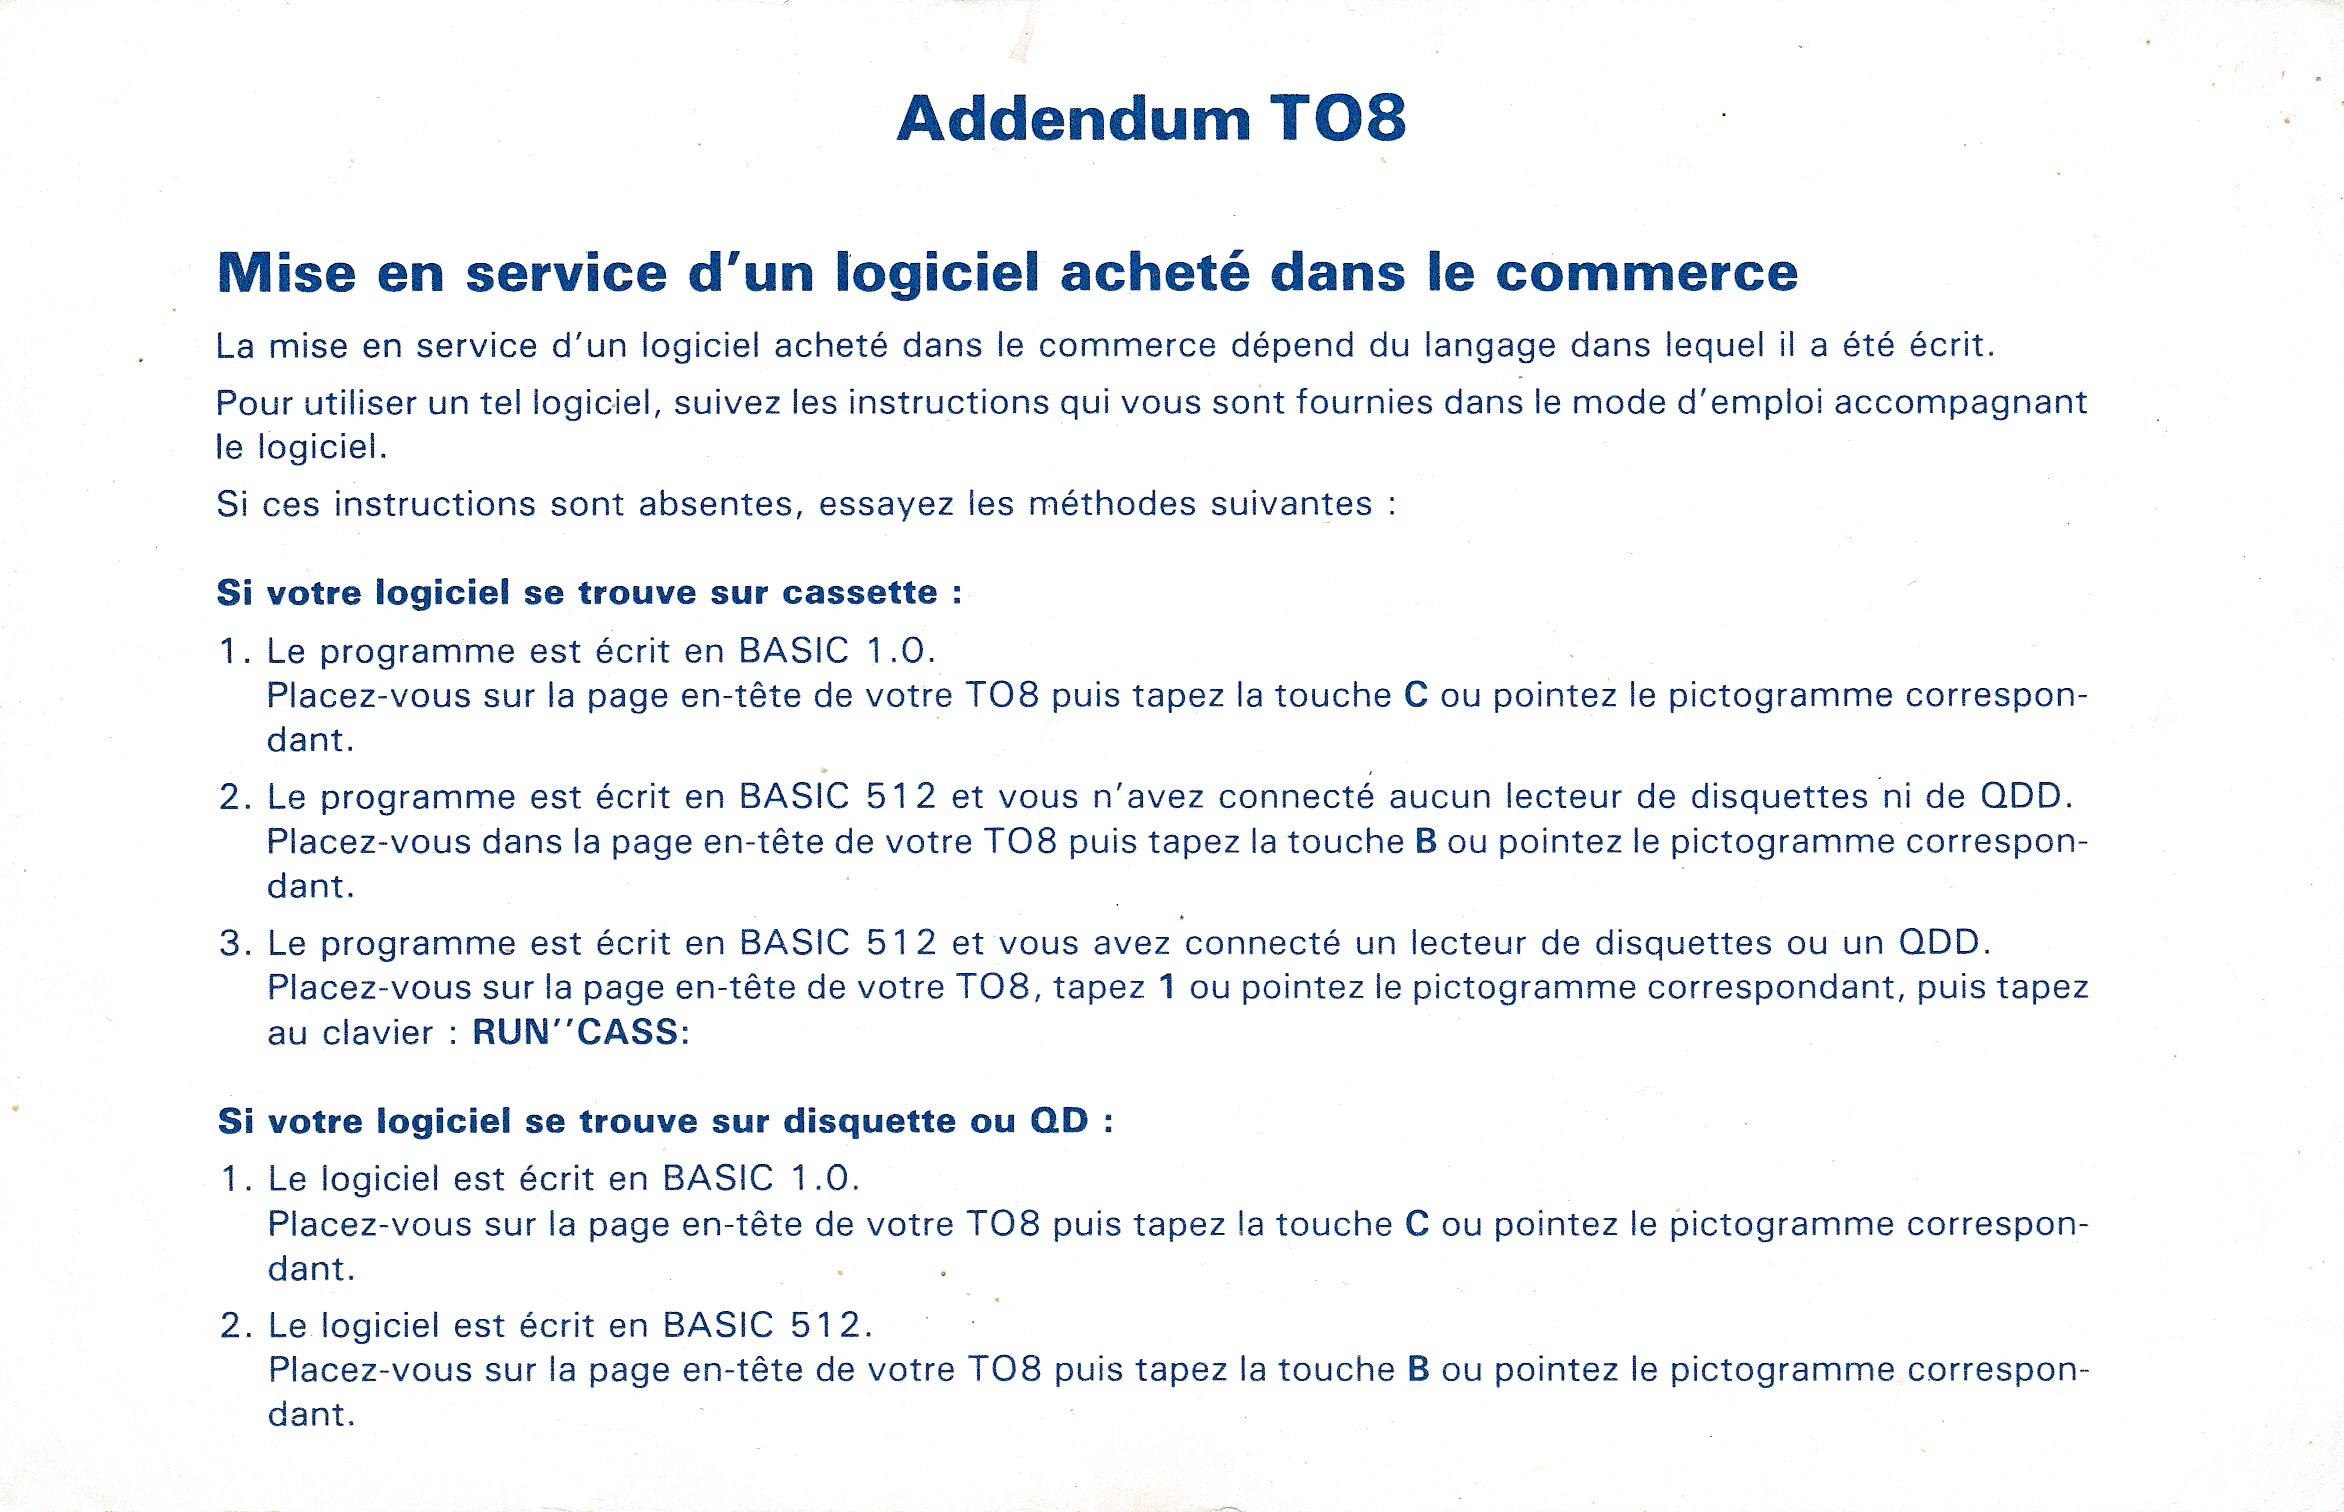 Addendum TO8
Mise en service d'un logiciel acheté dans le commerce
La mise en service d'un logiciel acheté dans le commerce dépend du langage dans lequel il a été écrit.
Pour utiliser un tel logiciel, suivez les instructions qui vous sont fournies dans le mode d'emploi accompagnant
le logiciel.
Si ces instructions sont absentes, essayez les méthodes suivantes :
Si votre logiciel se trouve sur cassette :
1. Le programme est écrit en BASIC 1.0.
Placez-vous sur la page en-tête de votre TO8 puis tapez la touche C ou pointez le pictogramme correspon-
dant.
2. Le programme est écrit en BASIC 512 et vous n'avez connecté aucun lecteur de disquettes ni de QDD.
Placez-vous dans la page en-tête de votre TO8 puis tapez la touche B ou pointez le pictogramme correspon-
dant.
3. Le programme est écrit en BASIC 512 et vous avez connecté un lecteur de disquettes ou un QDD.
Placez-vous sur la page en-tête de votre TO8, tapez 1 ou pointez le pictogramme correspondant, puis tapez
au clavier : RUN''CASS:
Si votre logiciel se trouve sur disquette ou QD :
1. Le logiciel est écrit en BASIC 1.0.
Placez-vous sur la page en-tête de votre TO8 puis tapez la touche C ou pointez le pictogramme correspon-
dant.
2. Le logiciel est écrit en BASIC 512.
Placez-vous sur la page en-tête de votre TO8 puis tapez la touche B ou pointez le pictogramme correspon-
dant.